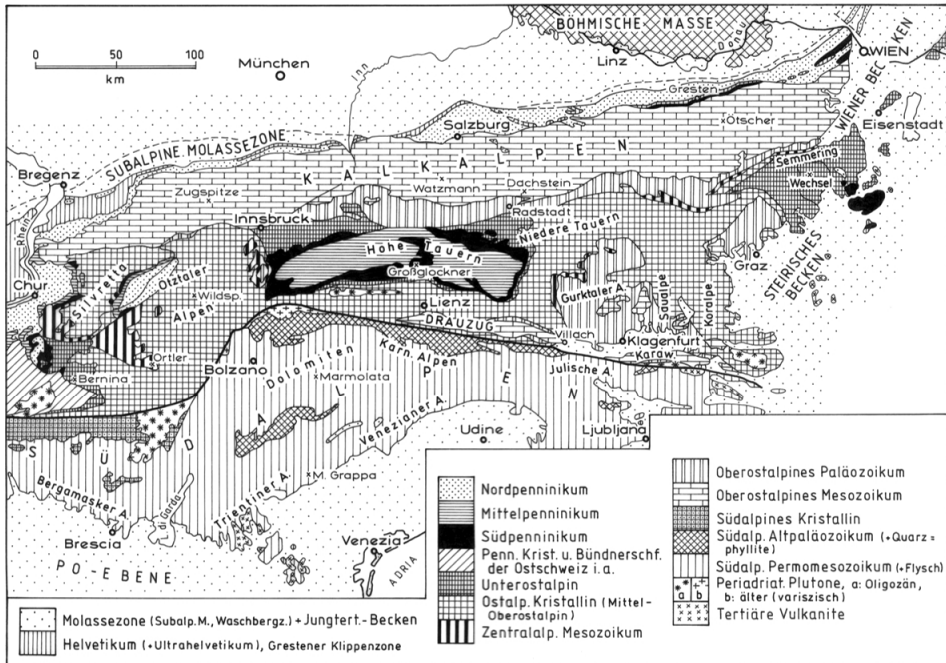 BÖHMISCHE MASSE
Donau
WIEN
Linz
0 50 100
km
München
Inn
WIENER BECKEN
Gresten
Ötscher
Eisenstadt
Salzburg
SUBALPINE MOLASSEZONE
KALKALPEN
Semmering
Bregenz
Zugspitze
Watzmann
Dachstein
Wechsel
Rhein
Innsbruck
Radstadt
Niedere Tauern
Hohe Tauern
Großglockner
Graz
STEIRISCHES BECKEN
Chur
Silvretta
Ötztaler Alpen
Wildsp.
Lienz
Gurktaler A.
Saualpe
Koralpe
DRAUZUG
Villach
Klagenfurt
Ortler
Bolzano
Karn. Alpen
Karaw.
Bernina
Dolomiten
Marmolata
Julische A.
SÜDALPEN
Venezianer A.
Udine
Ljubljana
Bergamasker A.
L. di Garda
Trientiner A.
M. Grappa
Brescia
Venezia
PO-EBENE
ADRIA
Molassezone (Subalp. M., Waschbergz.) + Jungtert.-Becken
Helvetikum (+Ultrahelvetikum), Grestener Klippenzone
Nordpenninikum
Mittelpenninikum
Südpenninikum
Penn. Krist. u. Bündnerschf.
der Ostschweiz i. a.
Unterostalpin
Ostalp. Kristallin (Mittel-
Oberostalpin)
Zentralalp. Mesozoikum
Oberostalpines Paläozoikum
Oberostalpines Mesozoikum
Südalpines Kristallin
Südalp. Altpaläozoikum (+Quarz=
phyllite)
Südalp. Permomesozoikum (+Flysch)
a b
Periadriat. Plutone, a: Oligozän,
b: älter (variszisch)
Tertiäre Vulkanite